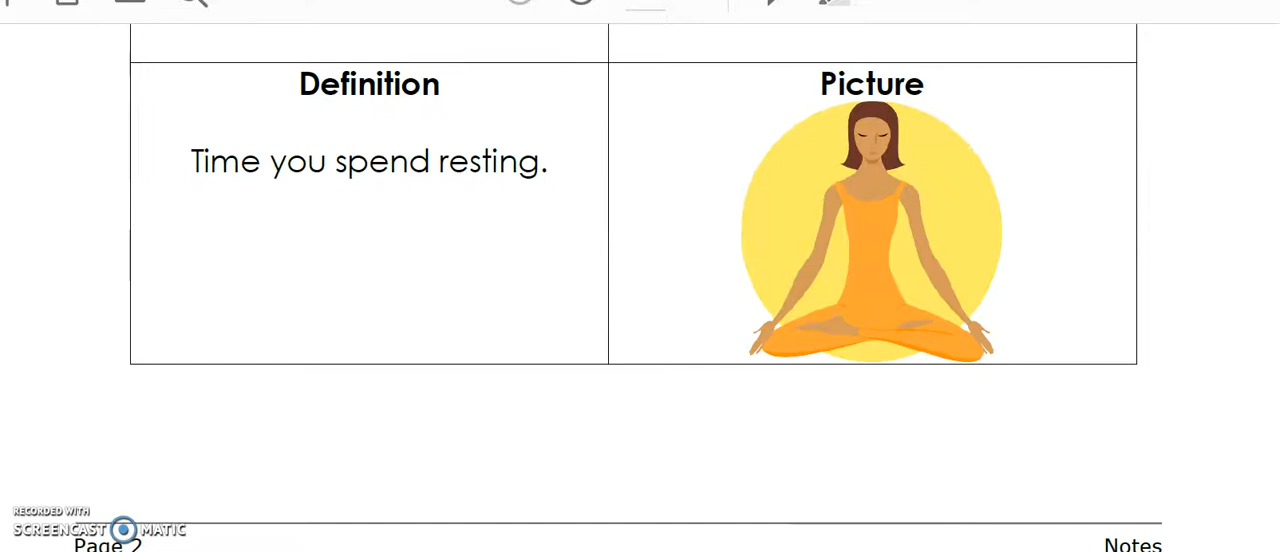 Definition
Picture
Time you spend resting.
RECORDED WITH
SCREENCAST MATIC
Page 2
Notes